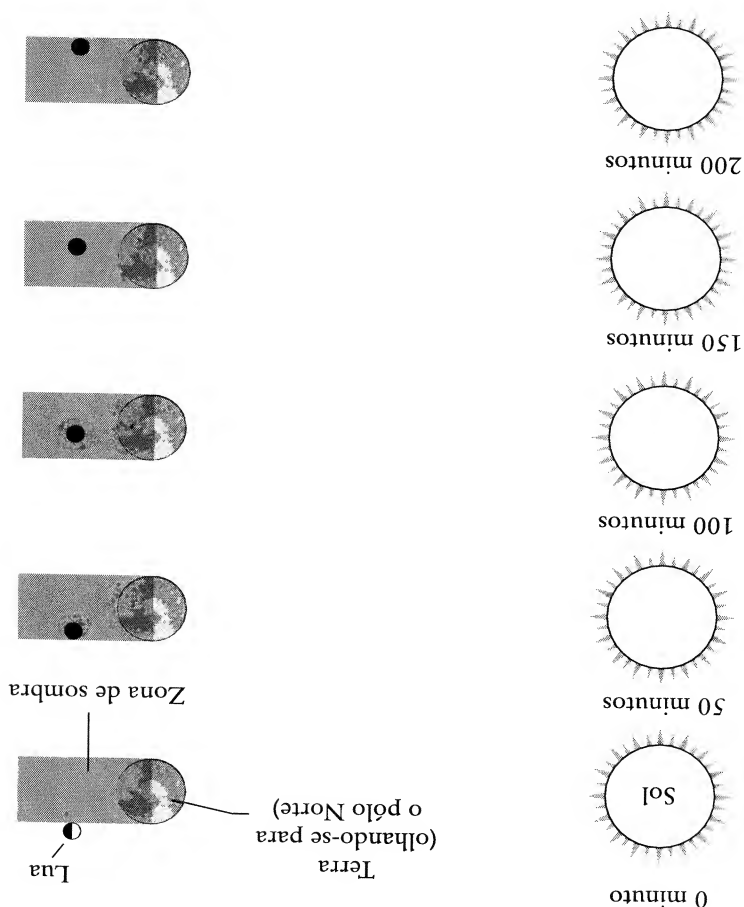 0 minuto
Lua
Terra
(olhando-se para
o pólo Norte)
Sol
Zona de sombra
50 minutos
100 minutos
150 minutos
200 minutos